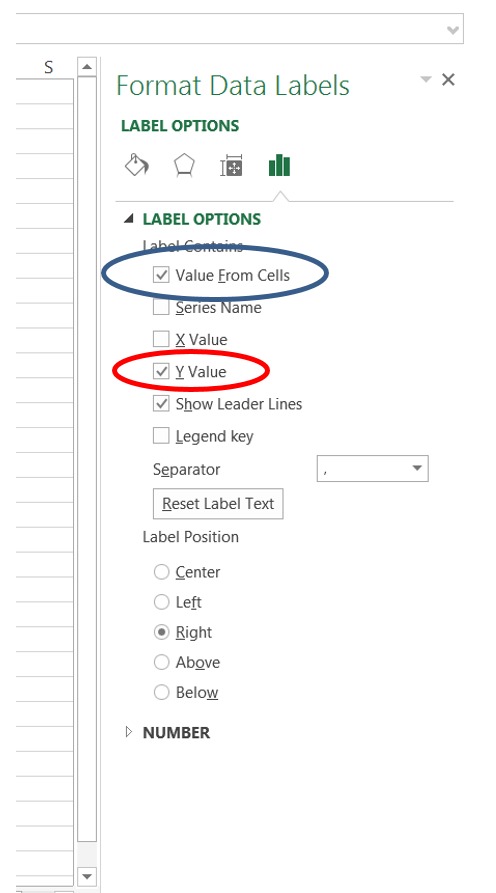 S
Format Data Labels
LABEL OPTIONS
LABEL OPTIONS
Label Contains
Value From Cells
Series Name
X Value
Y Value
Show Leader Lines
Legend key
Separator ,
Reset Label Text
Label Position
Center
Left
Right
Above
Below
NUMBER